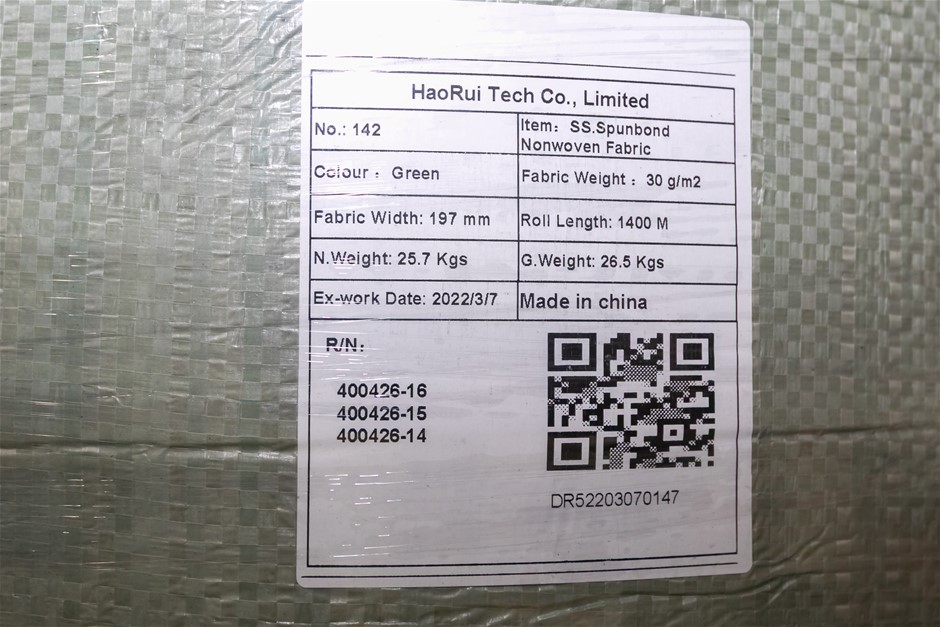 HaoRui Tech Co., Limited
No.: 142
Item: SS.Spunbond
Nonwoven Fabric
Colour : Green
Fabric Weight : 30 g/m2
Fabric Width: 197 mm
Roll Length: 1400 M
N.Weight: 25.7 Kgs
G.Weight: 26.5 Kgs
Ex-work Date: 2022/3/7
Made in china
R/N:
400426-16
400426-15
400426-14
DR52203070147